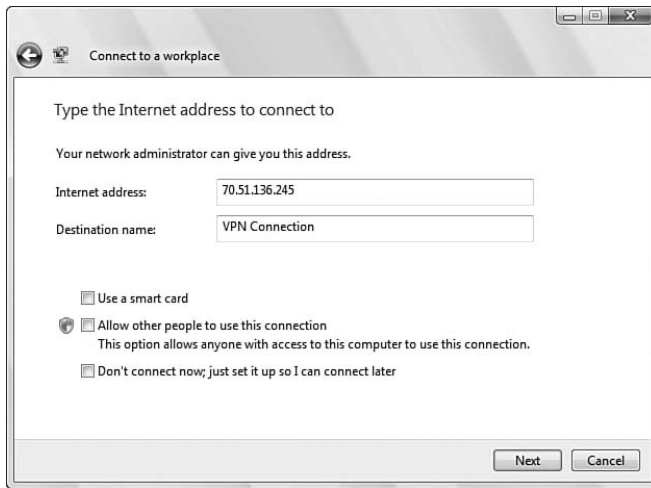 Connect to a workplace
Type the Internet address to connect to
Your network administrator can give you this address.
Internet address: 70.51.136.245
Destination name: VPN Connection
Use a smart card
Allow other people to use this connection
This option allows anyone with access to this computer to use this connection.
Don't connect now; just set it up so I can connect later
Next Cancel